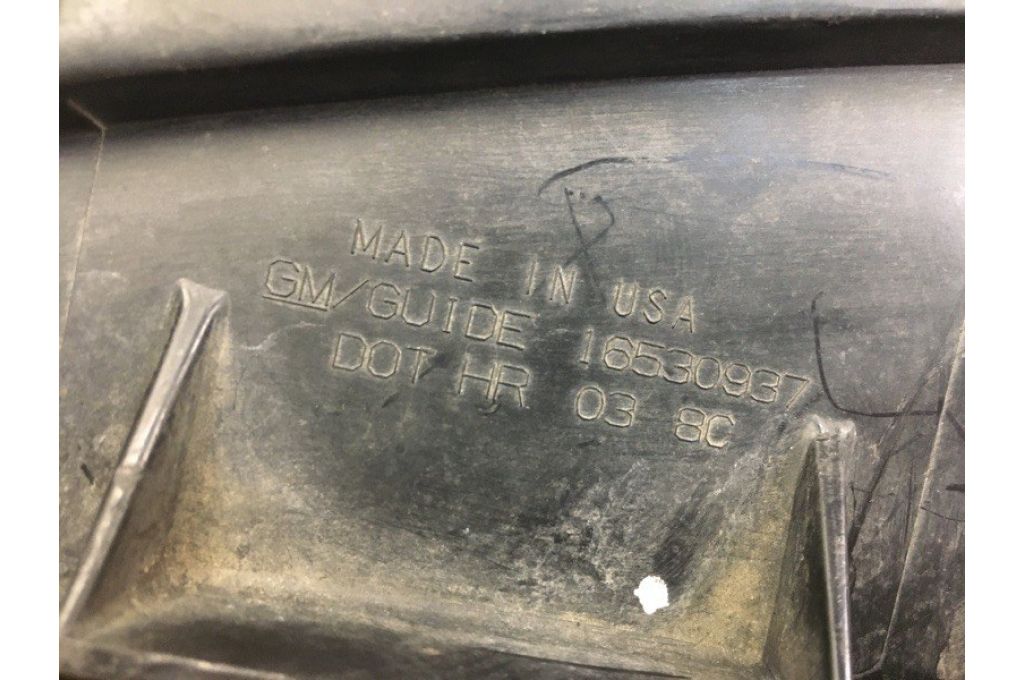 MADE IN USA
GM/GUIDE 16530937
DOT HR 03 8C